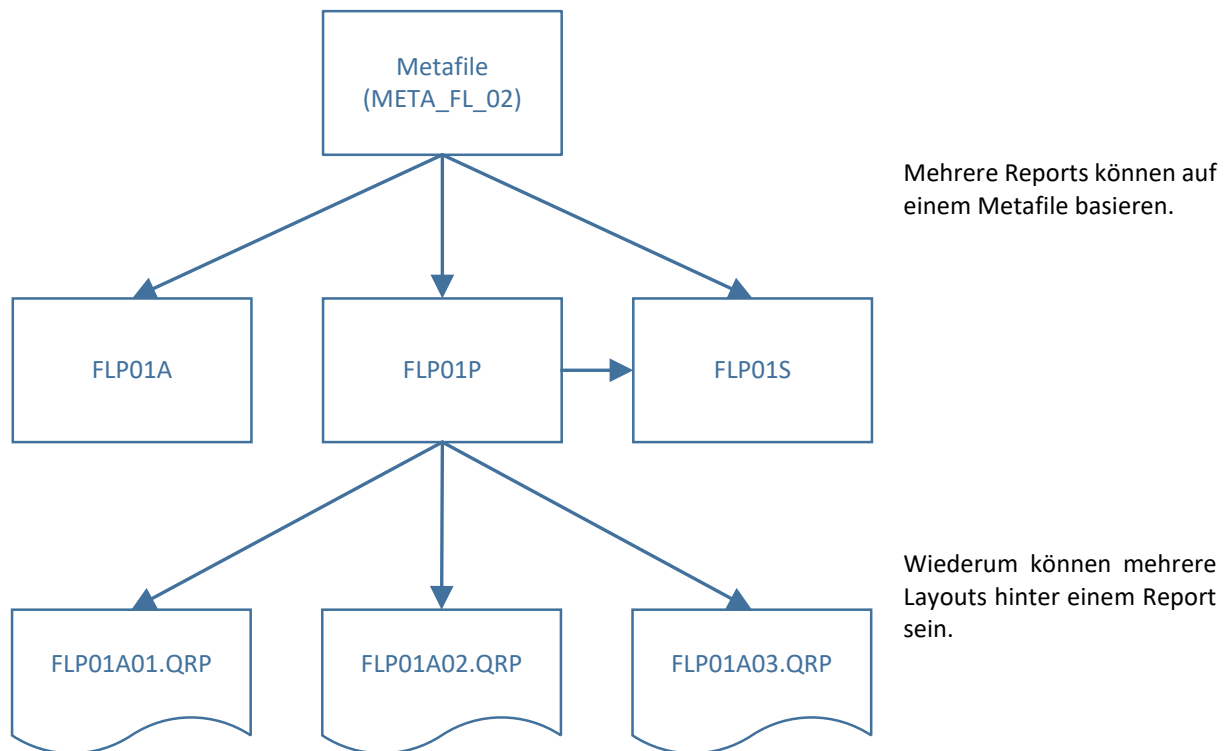 Metafile
(META_FL_02)
Mehrere Reports können auf
einem Metafile basieren.
FLP01A
FLP01P
FLP01S
Wiederum können mehrere
Layouts hinter einem Report
sein.
FLP01A01.QRP
FLP01A02.QRP
FLP01A03.QRP